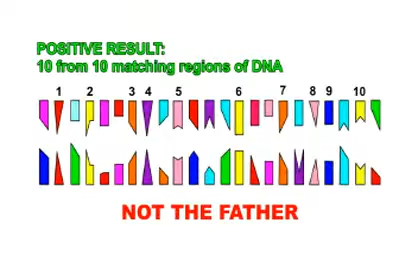 POSITIVE RESULT:
10 from 10 matching regions of DNA
1 2 3 4 5 6 7 8 9 10
NOT THE FATHER